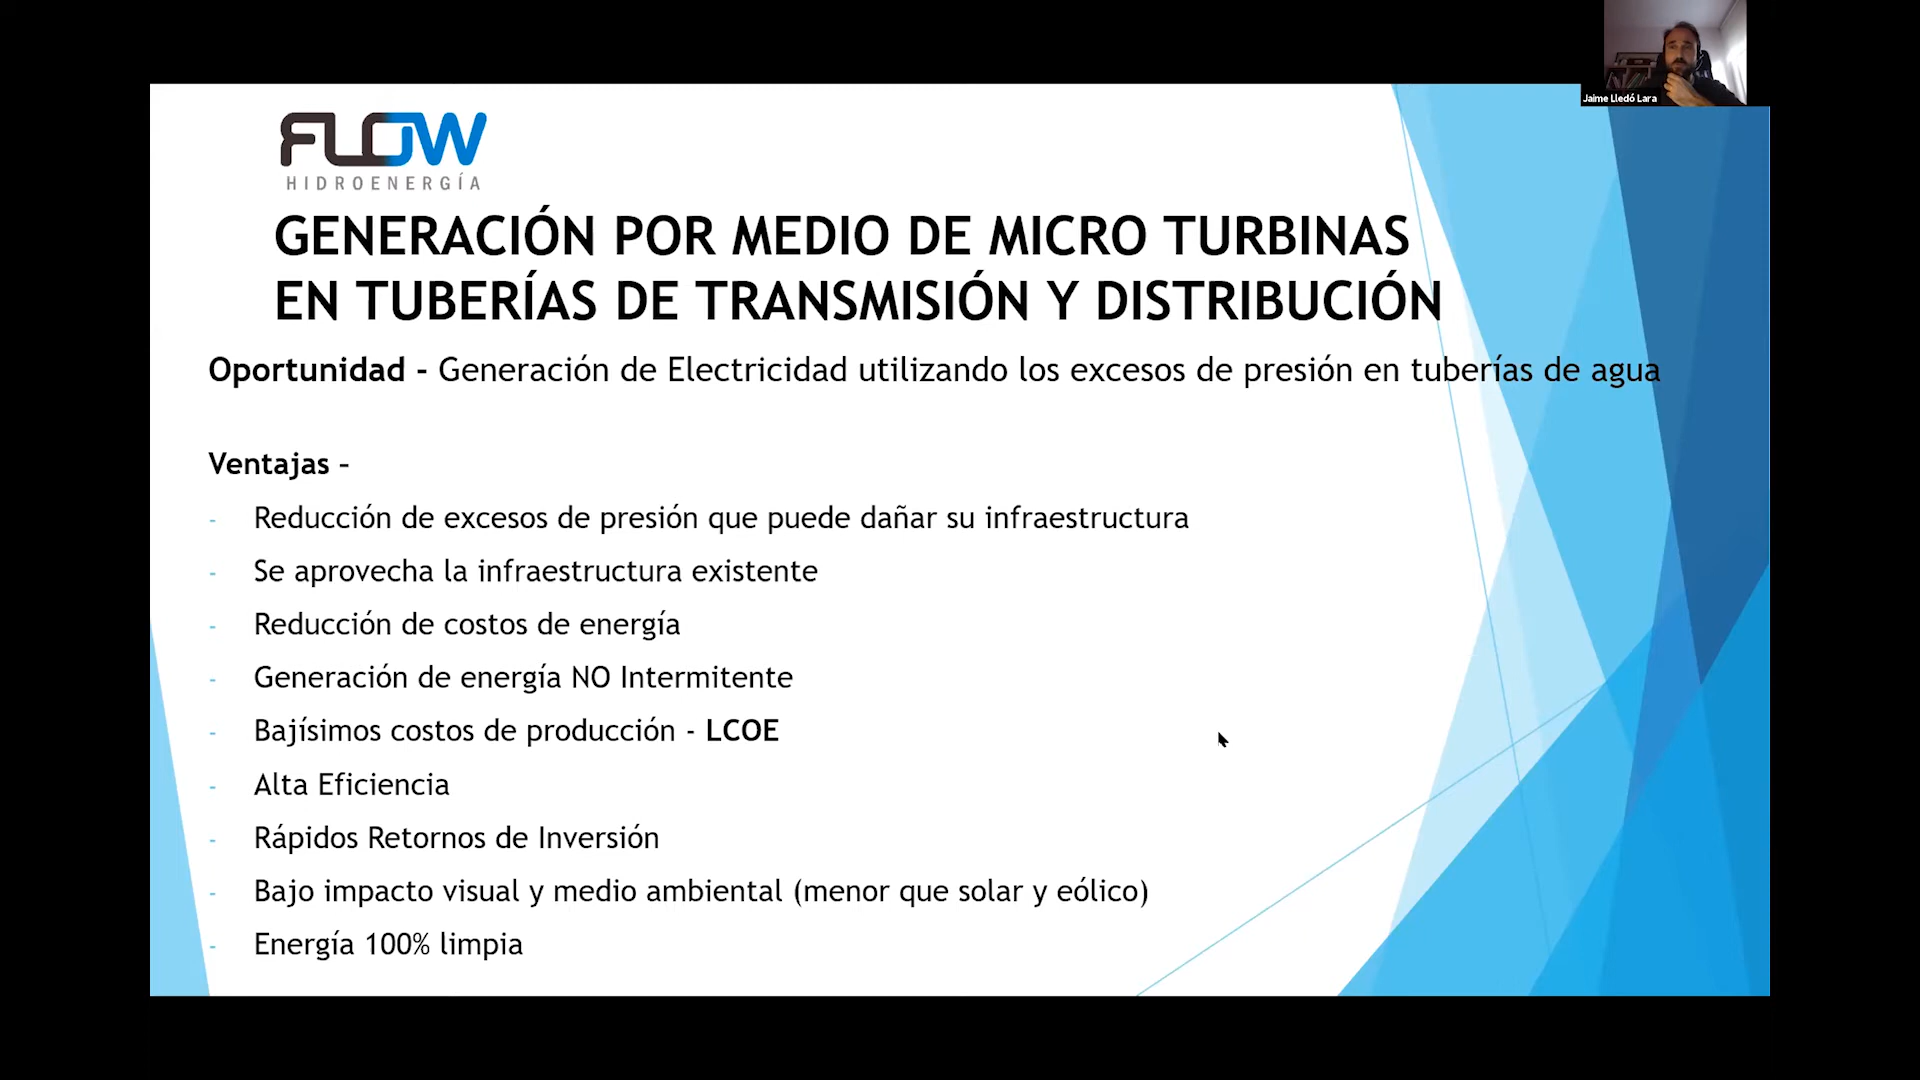 Jaime Lledó Lara
FLOW
HIDROENERGÍA
GENERACIÓN POR MEDIO DE MICRO TURBINAS
EN TUBERÍAS DE TRANSMISIÓN Y DISTRIBUCIÓN
Oportunidad - Generación de Electricidad utilizando los excesos de presión en tuberías de agua
Ventajas –
- Reducción de excesos de presión que puede dañar su infraestructura
- Se aprovecha la infraestructura existente
- Reducción de costos de energía
- Generación de energía NO Intermitente
- Bajísimos costos de producción - LCOE
- Alta Eficiencia
- Rápidos Retornos de Inversión
- Bajo impacto visual y medio ambiental (menor que solar y eólico)
- Energía 100% limpia